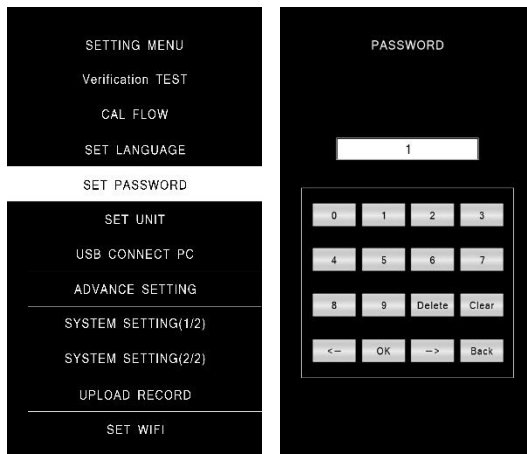 SETTING MENU
Verification TEST
CAL FLOW
SET LANGUAGE
SET PASSWORD
SET UNIT
USB CONNECT PC
ADVANCE SETTING
SYSTEM SETTING(1/2)
SYSTEM SETTING(2/2)
UPLOAD RECORD
SET WIFI
PASSWORD
1
0 1 2 3
4 5 6 7
8 9 Delete Clear
<- OK -> Back